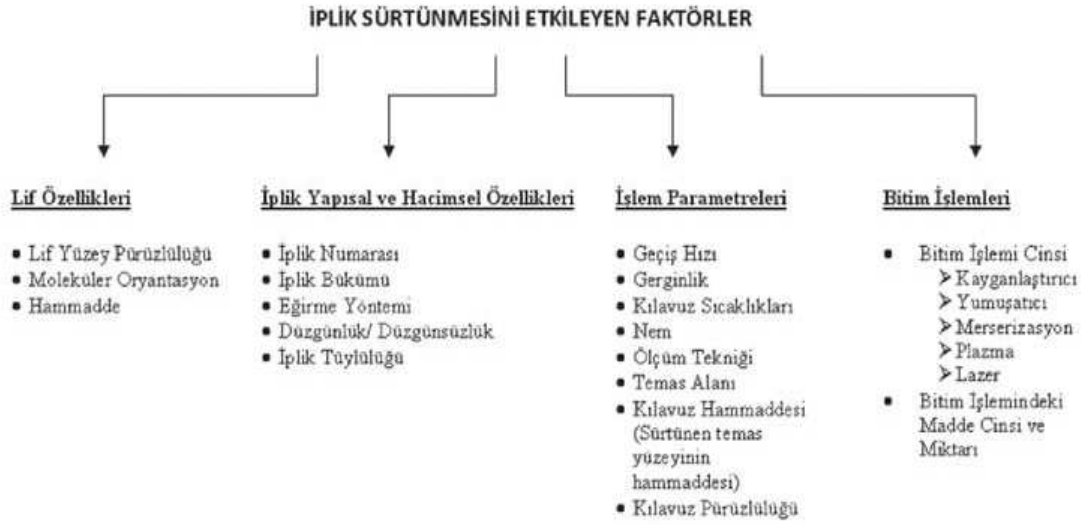 İPLİK SÜRTÜNMESİNİ ETKİLEYEN FAKTÖRLER
Lif Özellikleri
• Lif Yüzey Pürüzlülüğü
• Moleküler Oryantasyon
• Hammadde
İplik Yapısal ve Hacimsel Özellikleri
• İplik Numarası
• İplik Bükümü
• Eğirme Yöntemi
• Düzgünlük/ Düzgünsüzlük
• İplik Tüylülüğü
İşlem Parametreleri
• Geçiş Hızı
• Gerginlik
• Kılavuz Sıcaklıkları
• Nem
• Ölçüm Tekniği
• Temas Alanı
• Kılavuz Hammaddesi
(Sürtünen temas
yüzeyinin
hammaddesi)
• Kılavuz Pürüzlülüğü
Bitim İşlemleri
• Bitim İşlemi Cinsi
➢ Kayganlaştırıcı
➢ Yumuşatıcı
➢ Merserizasyon
➢ Plazma
➢ Lazer
• Bitim İşlemindeki
Madde Cinsi ve
Miktarı